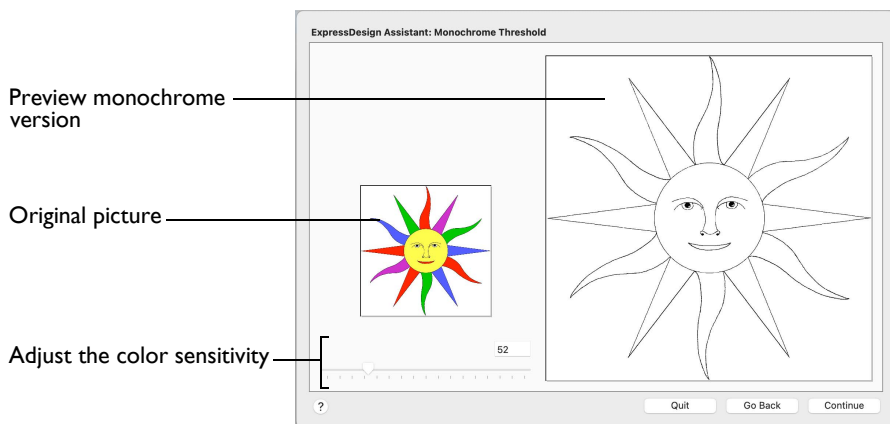 ExpressDesign Assistant: Monochrome Threshold
Preview monochrome
version
Original picture
Adjust the color sensitivity
52
?
Quit
Go Back
Continue